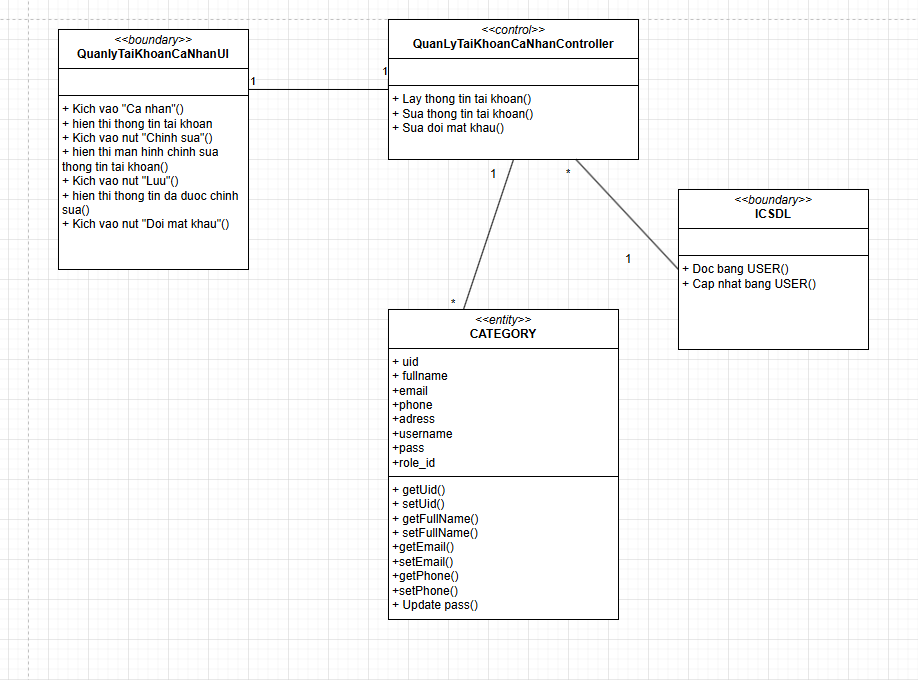 <<boundary>>
QuanlyTaiKhoanCaNhanUI
+ Kich vao "Ca nhan"()
+ hien thi thong tin tai khoan
+ Kich vao nut "Chinh sua"()
+ hien thi man hinh chinh sua
thong tin tai khoan()
+ Kich vao nut "Luu"()
+ hien thi thong tin da duoc chinh
sua()
+ Kich vao nut "Doi mat khau"()
1
1
<<control>>
QuanLyTaiKhoanCaNhanController
+ Lay thong tin tai khoan()
+ Sua thong tin tai khoan()
+ Sua doi mat khau()
1
*
*
1
<<boundary>>
ICSDL
+ Doc bang USER()
+ Cap nhat bang USER()
<<entity>>
CATEGORY
+ uid
+ fullname
+email
+phone
+adress
+username
+pass
+role_id
+ getUid()
+ setUid()
+ getFullName()
+ setFullName()
+getEmail()
+setEmail()
+getPhone()
+setPhone()
+ Update pass()